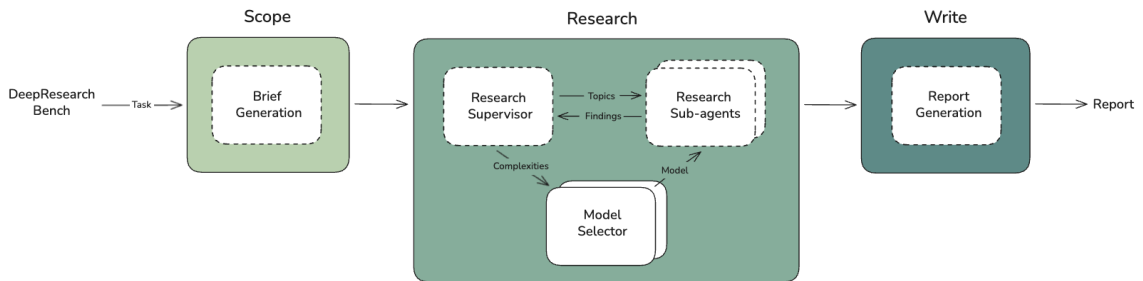 Scope
Research
Write
DeepResearch
Bench
Task
Brief
Generation
Research
Supervisor
Topics
Findings
Research
Sub-agents
Complexities
Model
Model
Selector
Report
Generation
Report